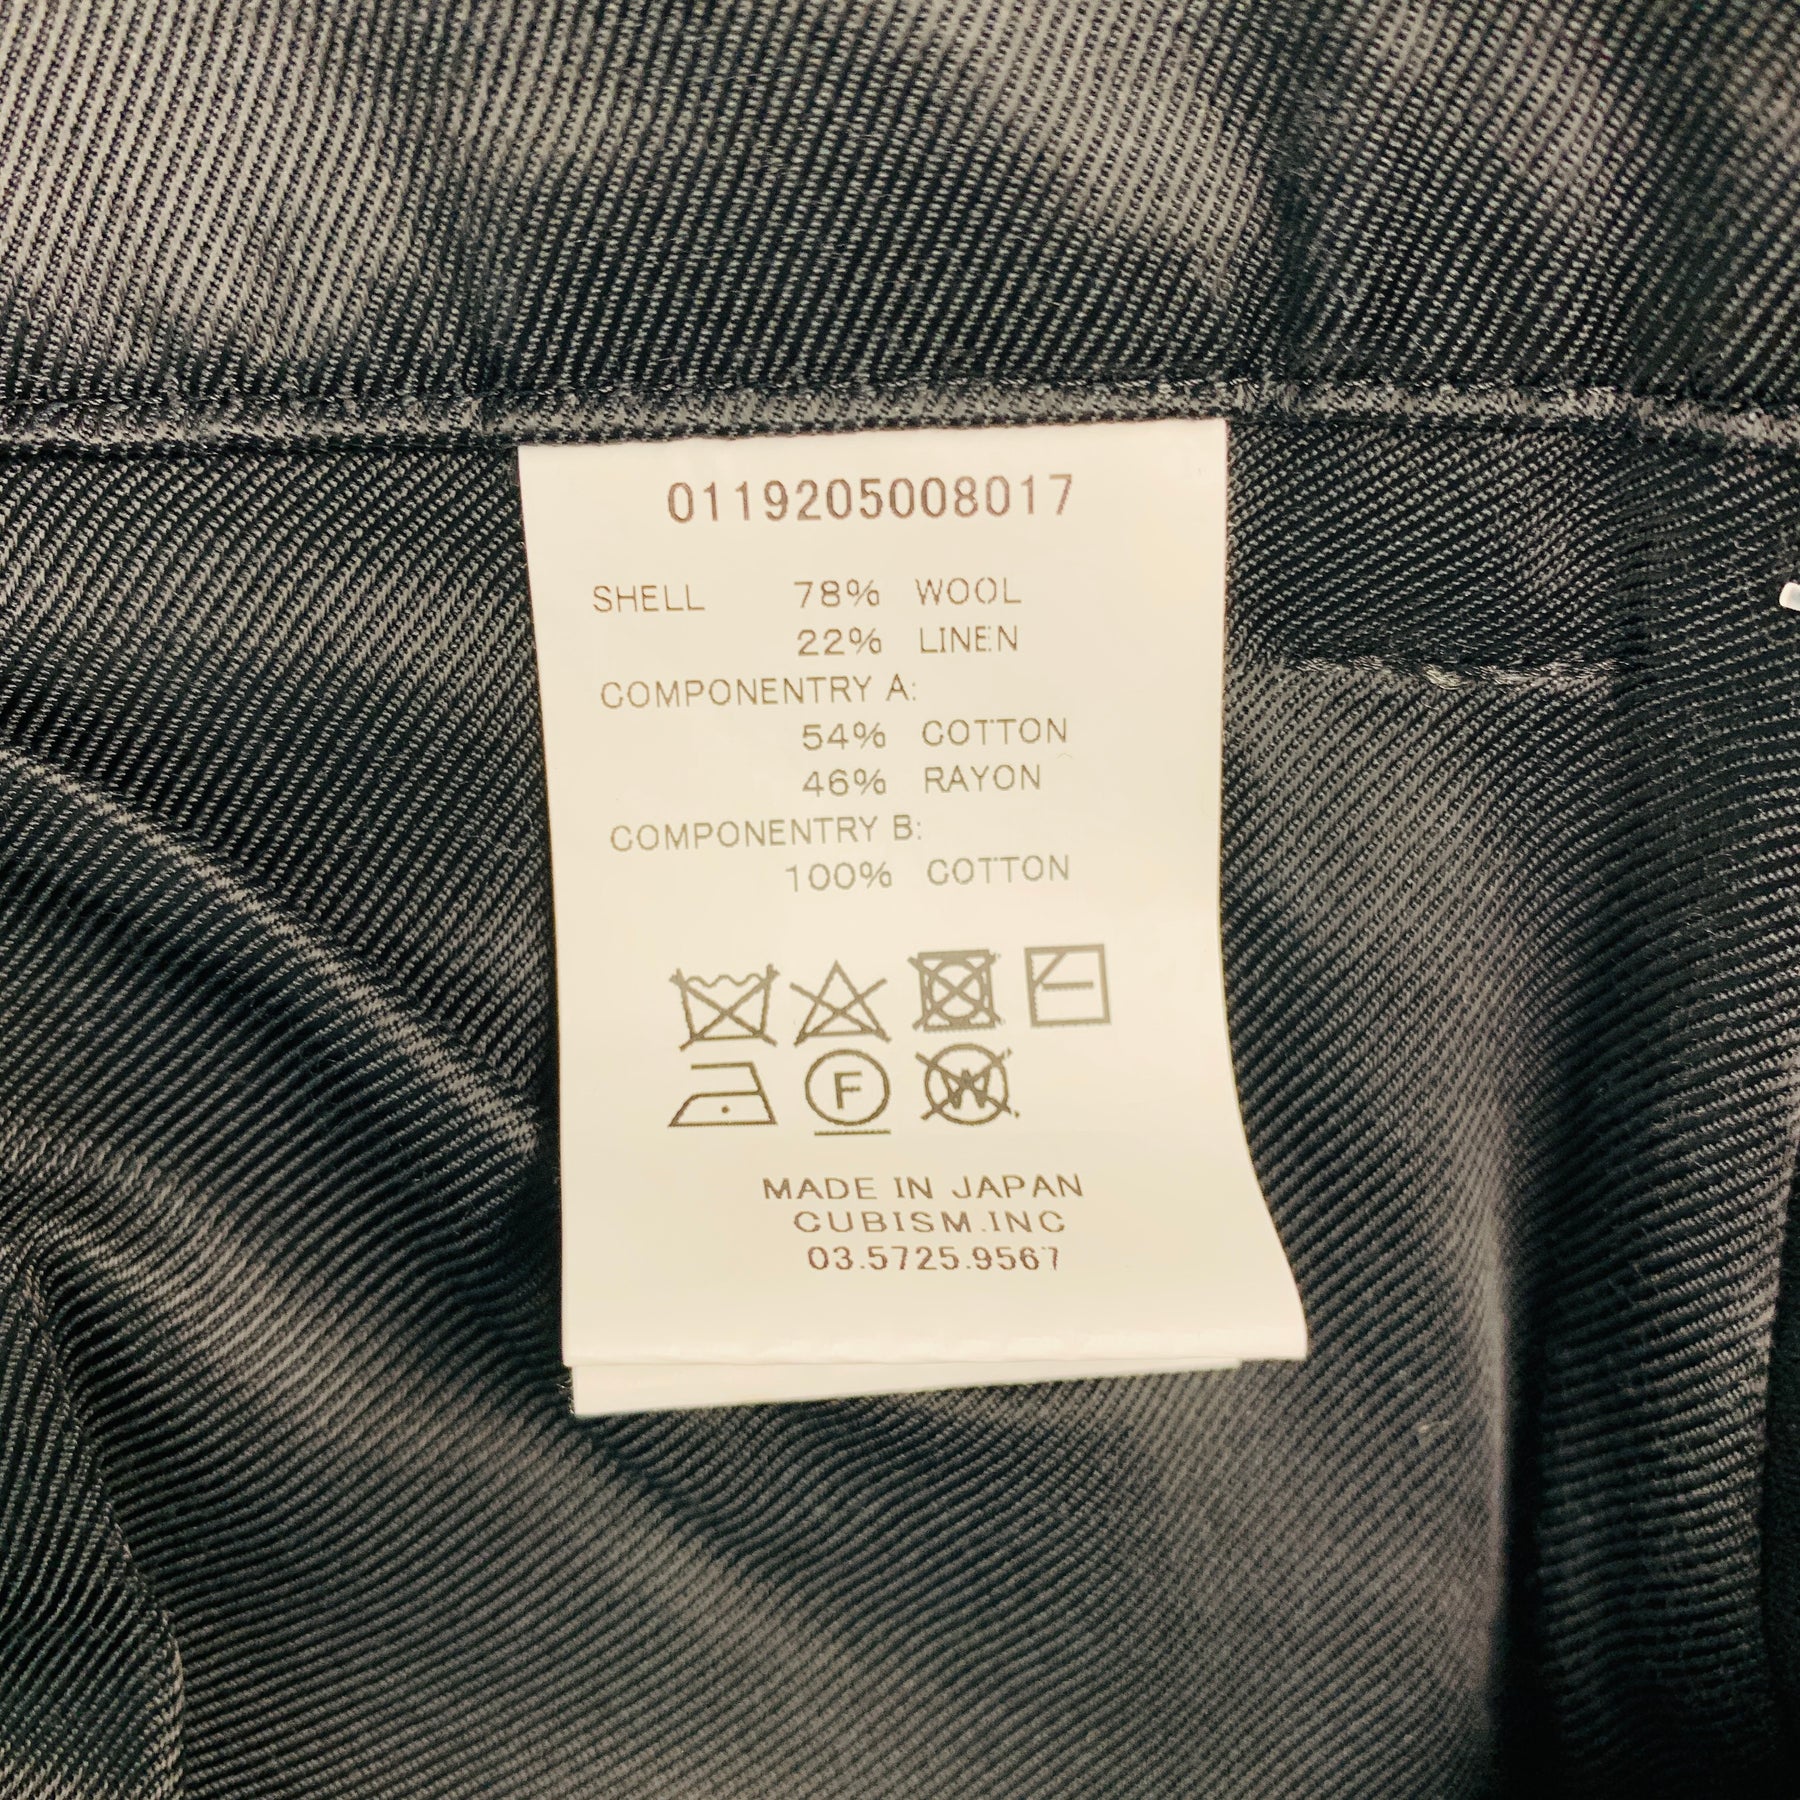 0119205008017
SHELL 78% WOOL
22% LINEN
COMPONENTRY A:
54% COTTON
46% RAYON
COMPONENTRY B:
100% COTTON
F W
MADE IN JAPAN
CUBISM.INC
03.5725.9567